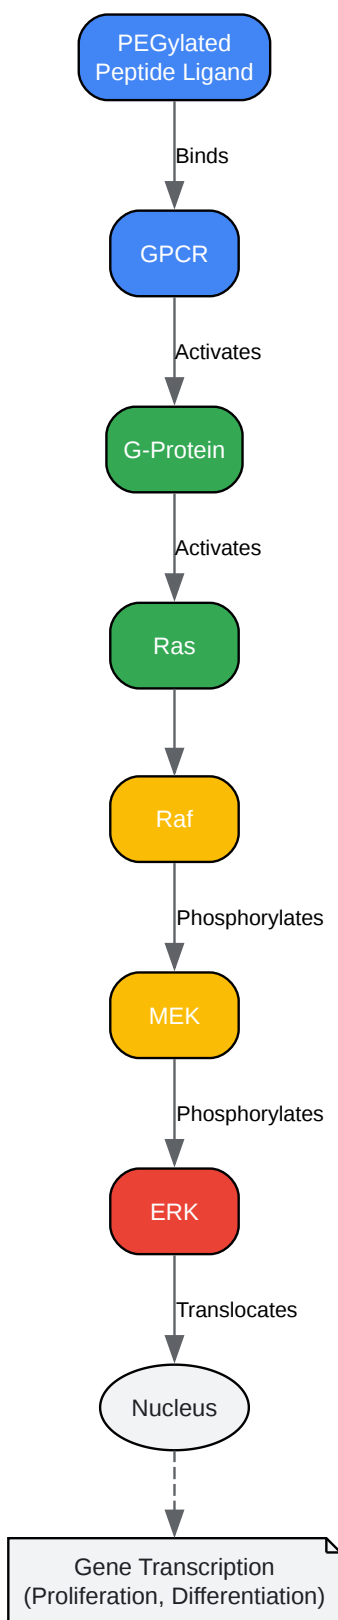 PEGylated
Peptide Ligand
Binds
GPCR
Activates
G-Protein
Activates
Ras
Raf
Phosphorylates
MEK
Phosphorylates
ERK
Translocates
Nucleus
Gene Transcription
(Proliferation, Differentiation)